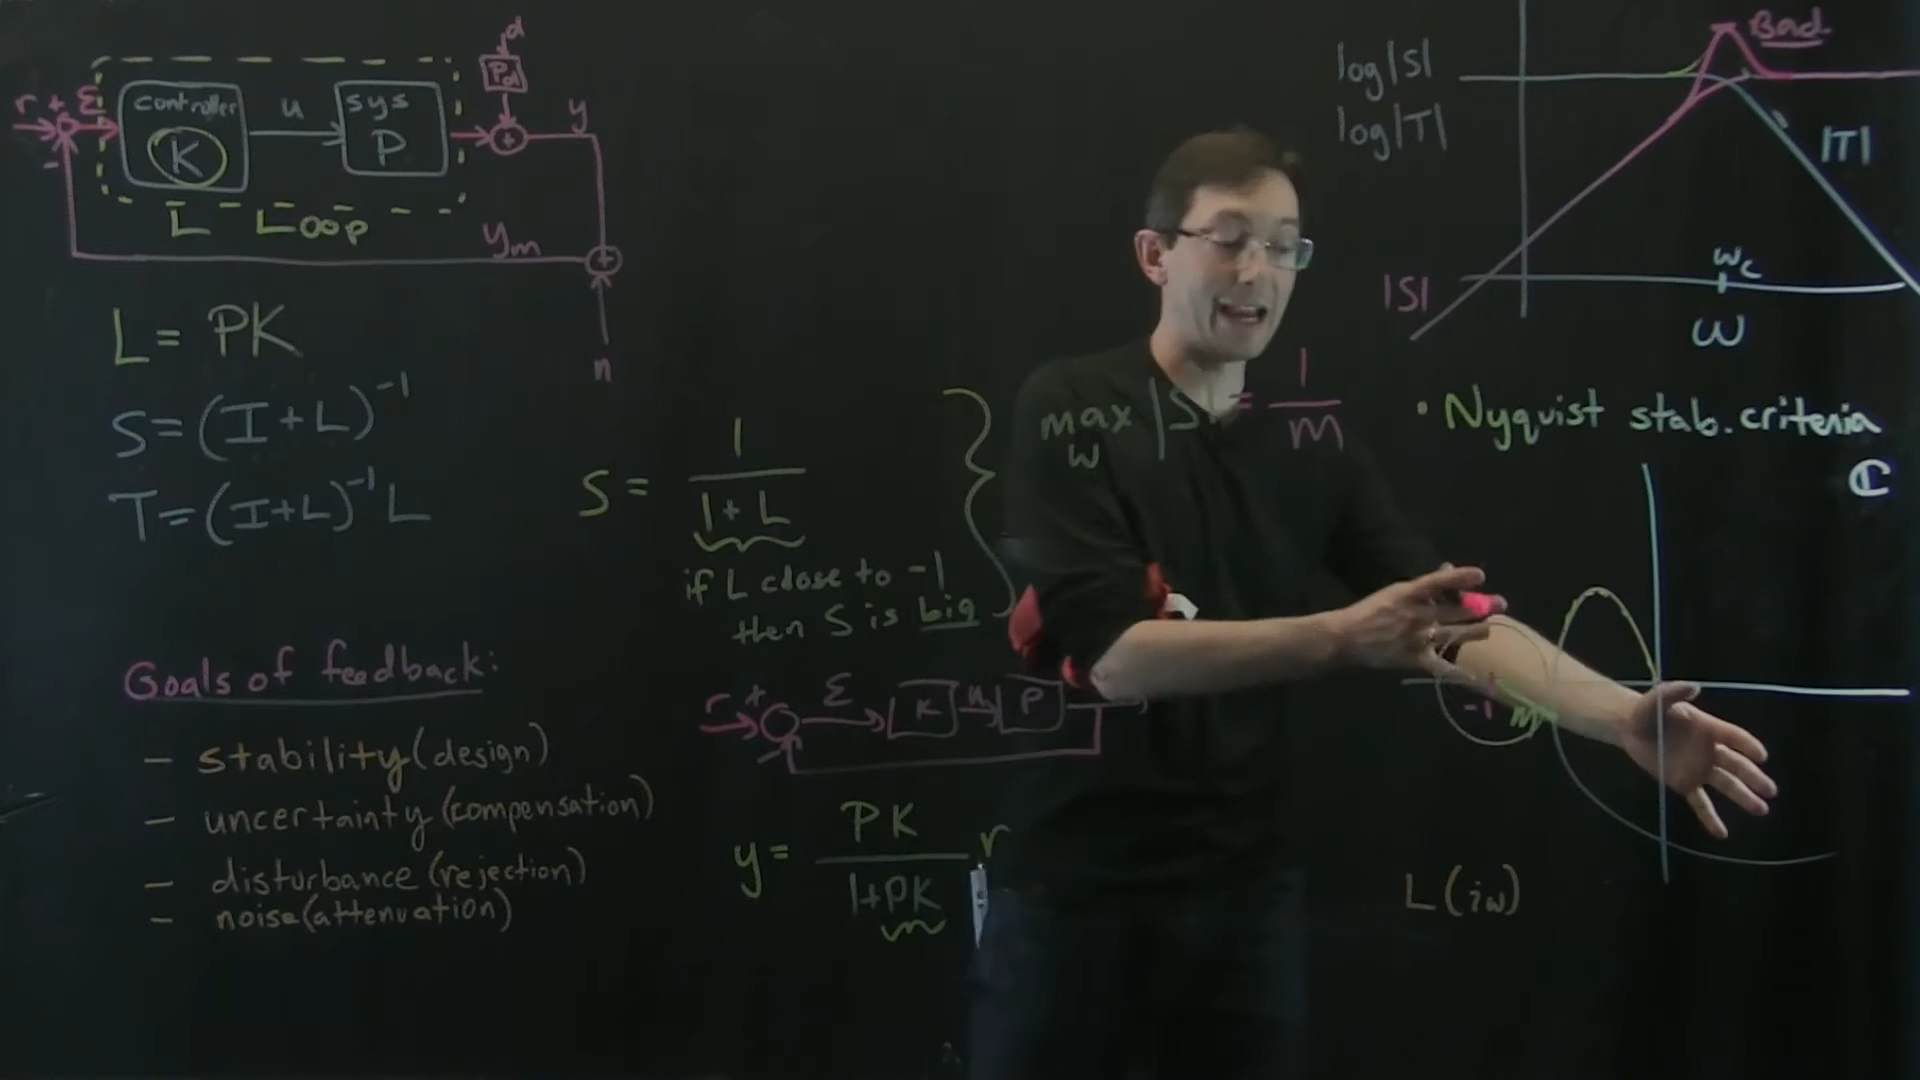 d
Pd
r + ε
controller
K
u
sys
P
+
y
-
L Loop
ym
+
n
L = PK
S = (I + L)⁻¹
T = (I+L)⁻¹ L
Goals of feedback:
- stability (design)
- uncertainty (compensation)
- disturbance (rejection)
- noise (attenuation)
S = 1 / 1 + L
if L close to -1
then S is big
max ω |S| = 1 / m
r + ε K u P
-
y = PK / 1+PK r
log|S|
log|T|
Bad
|T|
|S|
ωc
ω
• Nyquist stab. criteria
ℂ
-1 m
L(iω)